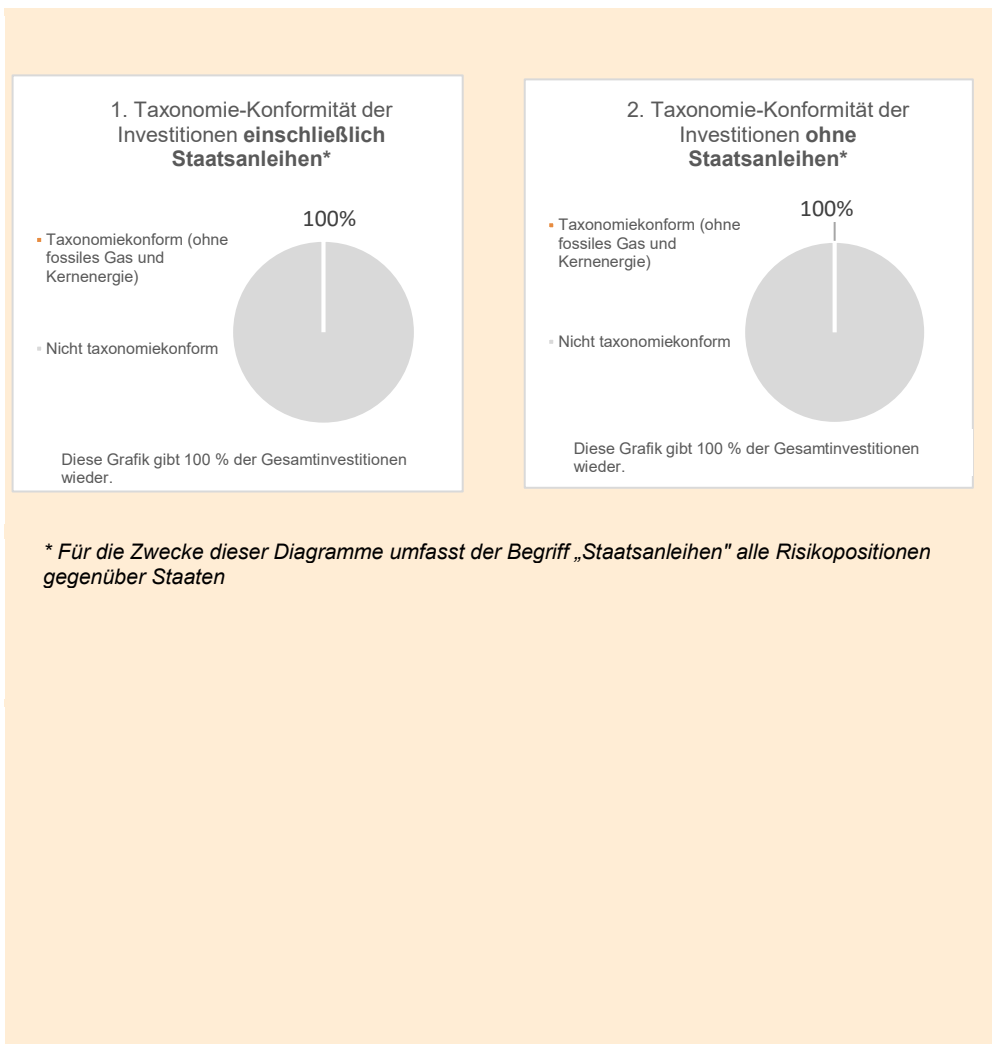 1. Taxonomie-Konformität der
Investitionen einschließlich
Staatsanleihen*
100%
Taxonomiekonform (ohne
fossiles Gas und
Kernenergie)
Nicht taxonomiekonform
Diese Grafik gibt 100 % der Gesamtinvestitionen
wieder.
2. Taxonomie-Konformität der
Investitionen ohne
Staatsanleihen*
100%
Taxonomiekonform (ohne
fossiles Gas und
Kernenergie)
Nicht taxonomiekonform
Diese Grafik gibt 100 % der Gesamtinvestitionen
wieder.
* Für die Zwecke dieser Diagramme umfasst der Begriff „Staatsanleihen" alle Risikopositionen
gegenüber Staaten